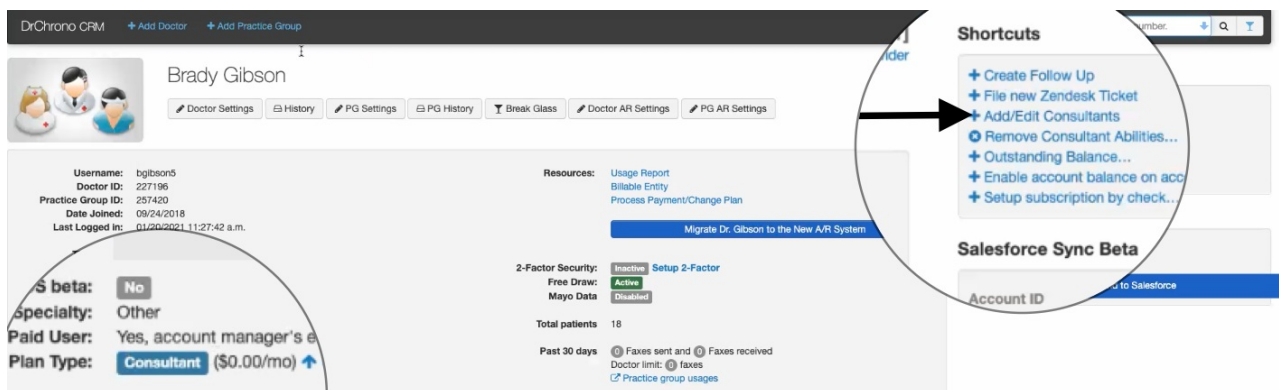 DrChrono CRM + Add Doctor + Add Practice Group
Brady Gibson
Doctor Settings History PG Settings PG History Break Glass Doctor AR Settings PG AR Settings
Username: bgibson5
Doctor ID: 227196
Practice Group ID: 257420
Date Joined: 09/24/2018
Last Logged in: 01/20/2021 11:27:42 a.m.
S beta: No
Specialty: Other
Paid User: Yes, account manager's e
Plan Type: Consultant ($0.00/mo)
Resources: Usage Report
Billable Entity
Process Payment/Change Plan
Migrate Dr. Gibson to the New A/R System
2-Factor Security: Inactive Setup 2-Factor
Free Draw: Active
Mayo Data Disabled
Total patients 18
Past 30 days 0 Faxes sent and 0 Faxes received
Doctor limit: 0 faxes
Practice group usages
Shortcuts
+ Create Follow Up
+ File new Zendesk Ticket
+ Add/Edit Consultants
Remove Consultant Abilities...
+ Outstanding Balance...
+ Enable account balance on acc
+ Setup subscription by check...
Salesforce Sync Beta
Account ID
to Salesforce
number.